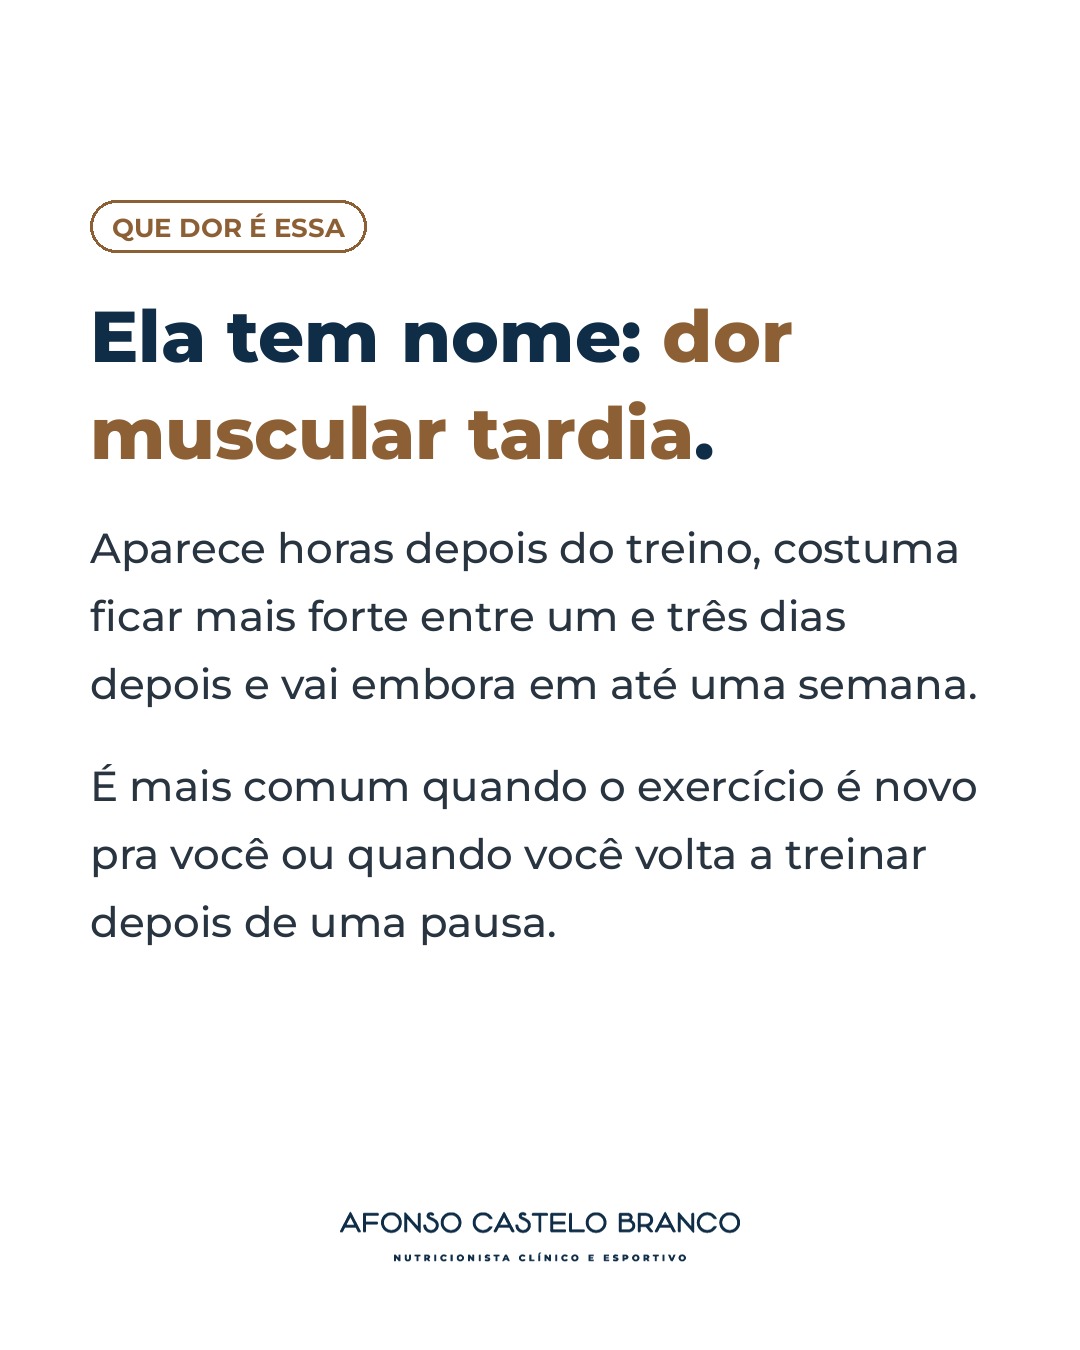 QUE DOR É ESSA
Ela tem nome: dor
muscular tardia.
Aparece horas depois do treino, costuma
ficar mais forte entre um e três dias
depois e vai embora em até uma semana.
É mais comum quando o exercício é novo
pra você ou quando você volta a treinar
depois de uma pausa.
AFONSO CASTELO BRANCO
NUTRICIONISTA CLÍNICO E ESPORTIVO